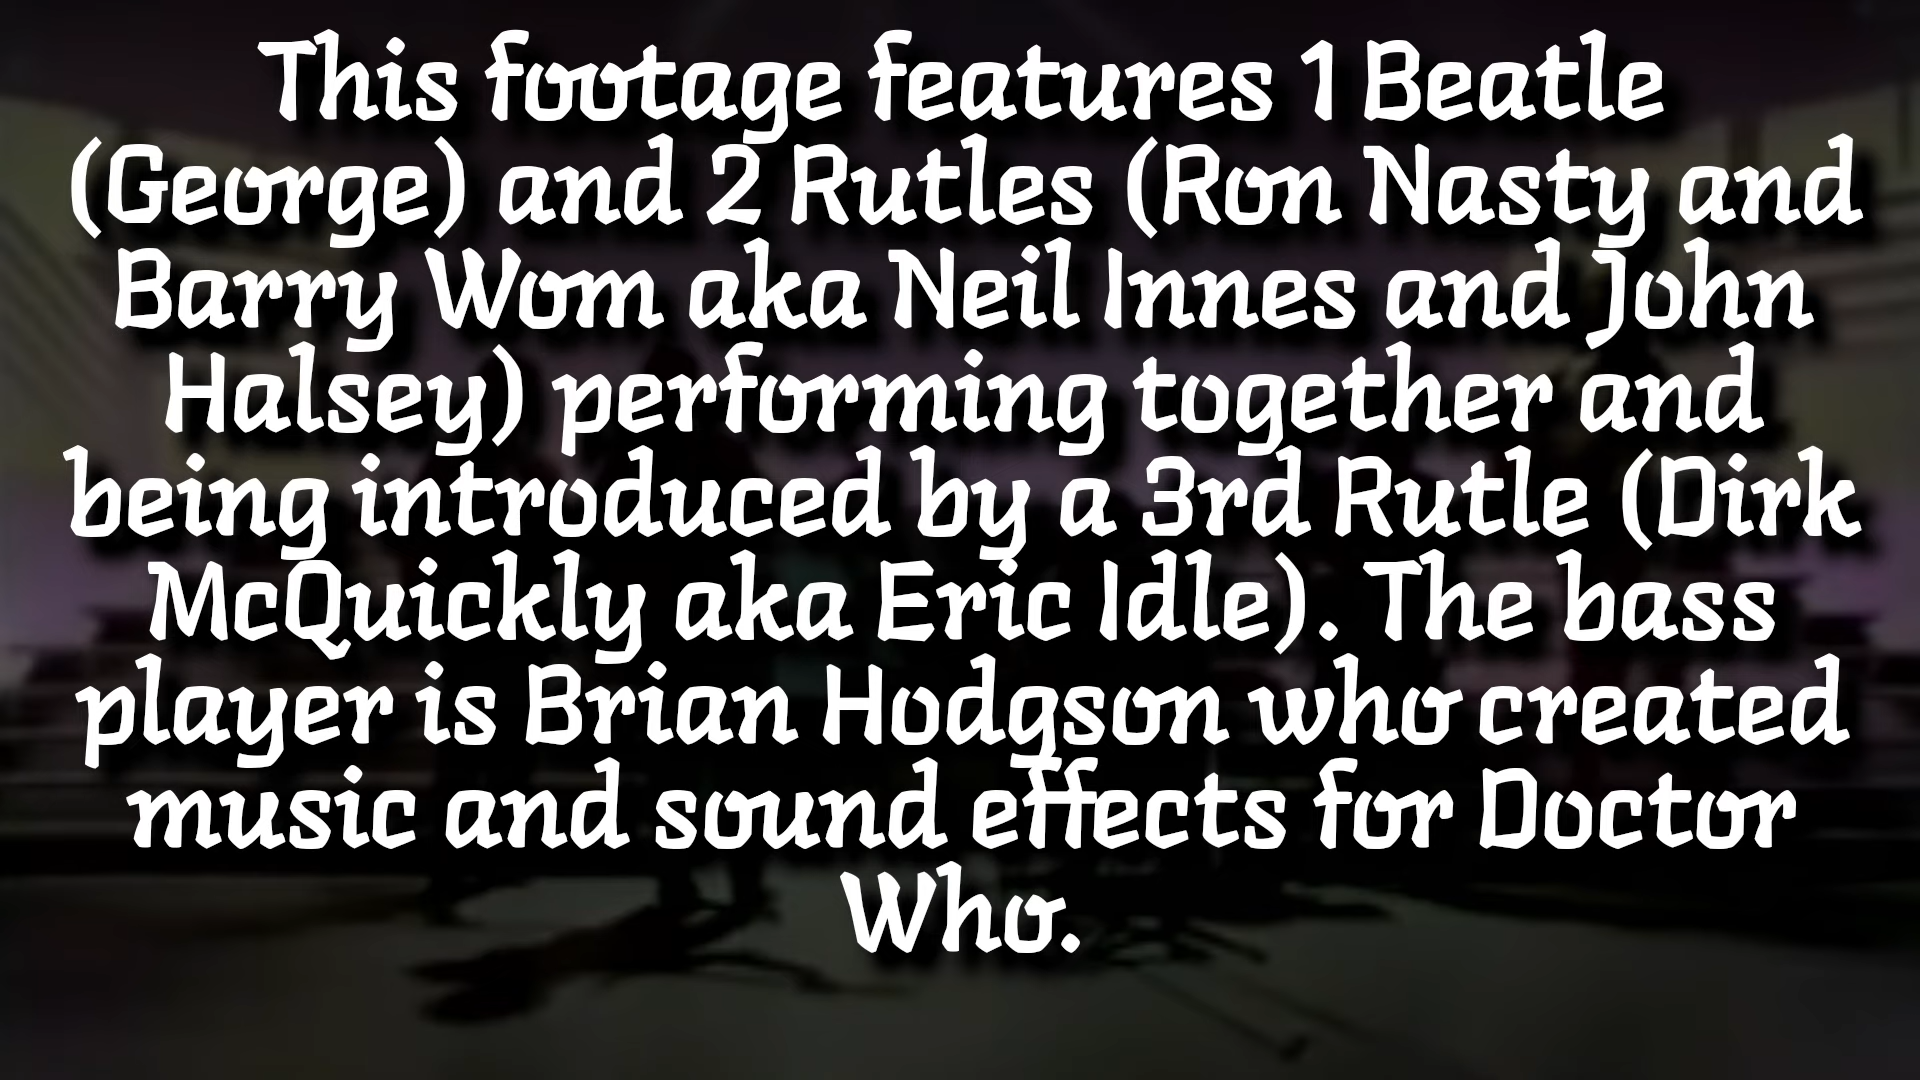 This footage features 1 Beatle
(George) and 2 Rutles (Ron Nasty and
Barry Wom aka Neil Innes and John
Halsey) performing together and
being introduced by a 3rd Rutle (Dirk
McQuickly aka Eric Idle). The bass
player is Brian Hodgson who created
music and sound effects for Doctor
Who.